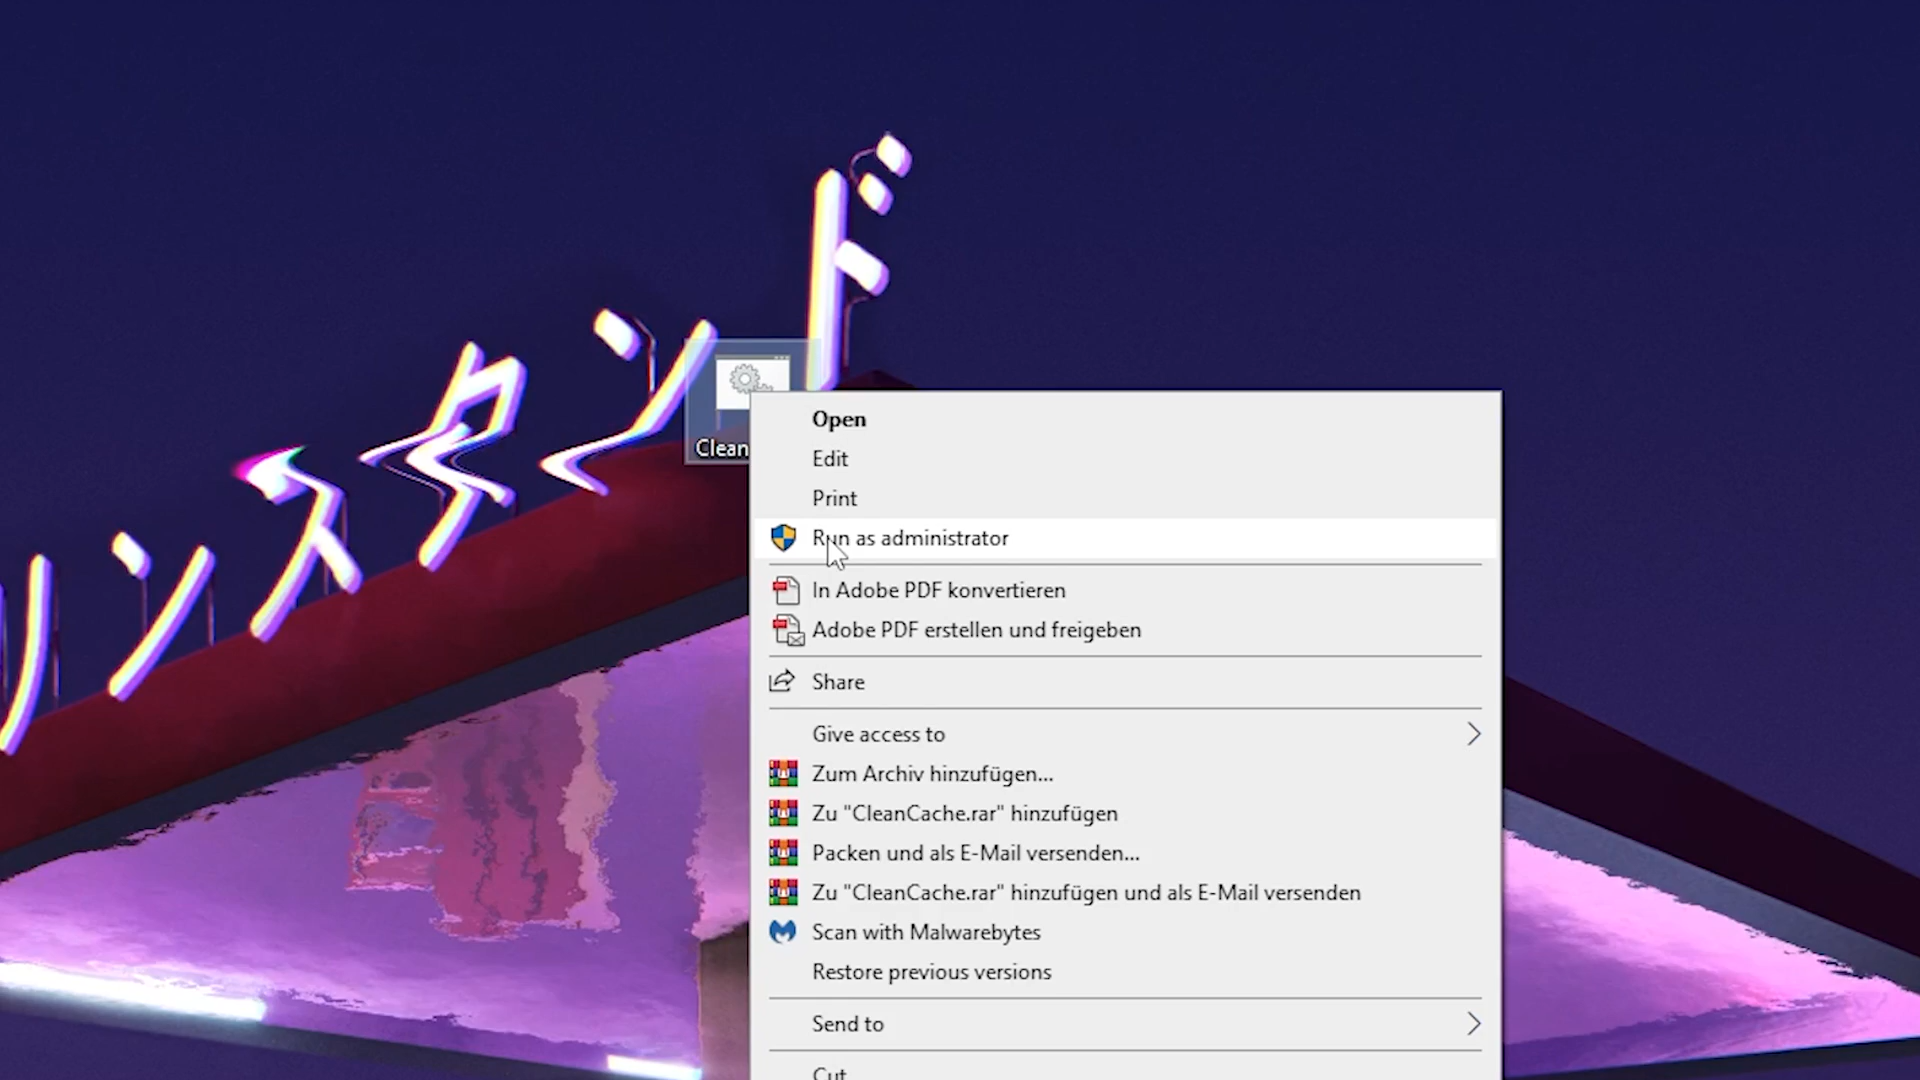 リンスタンド
Clean
Open
Edit
Print
Run as administrator
In Adobe PDF konvertieren
Adobe PDF erstellen und freigeben
Share
Give access to
Zum Archiv hinzufügen...
Zu "CleanCache.rar" hinzufügen
Packen und als E-Mail versenden...
Zu "CleanCache.rar" hinzufügen und als E-Mail versenden
Scan with Malwarebytes
Restore previous versions
Send to
Cut